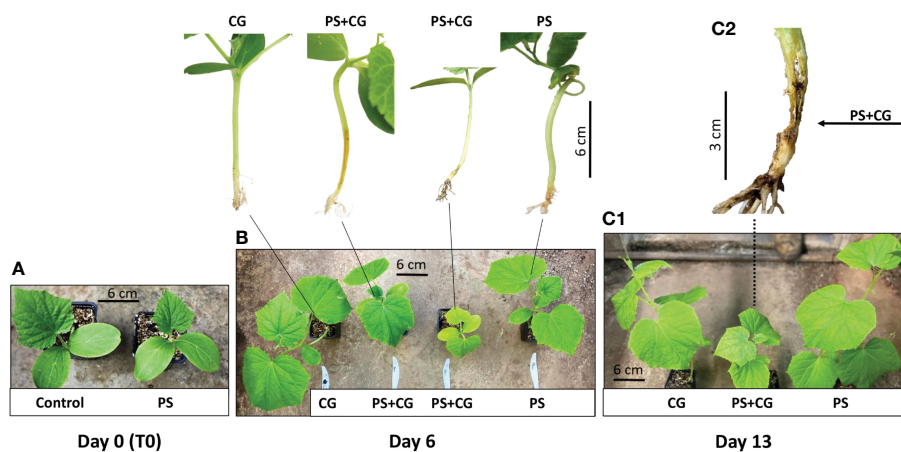 CG PS+CG PS+CG PS C2
6 cm
3 cm
PS+CG
A
6 cm
Control PS
B
6 cm
CG PS+CG PS+CG PS
C1
6 cm
CG PS+CG PS
Day 0 (T0) Day 6 Day 13